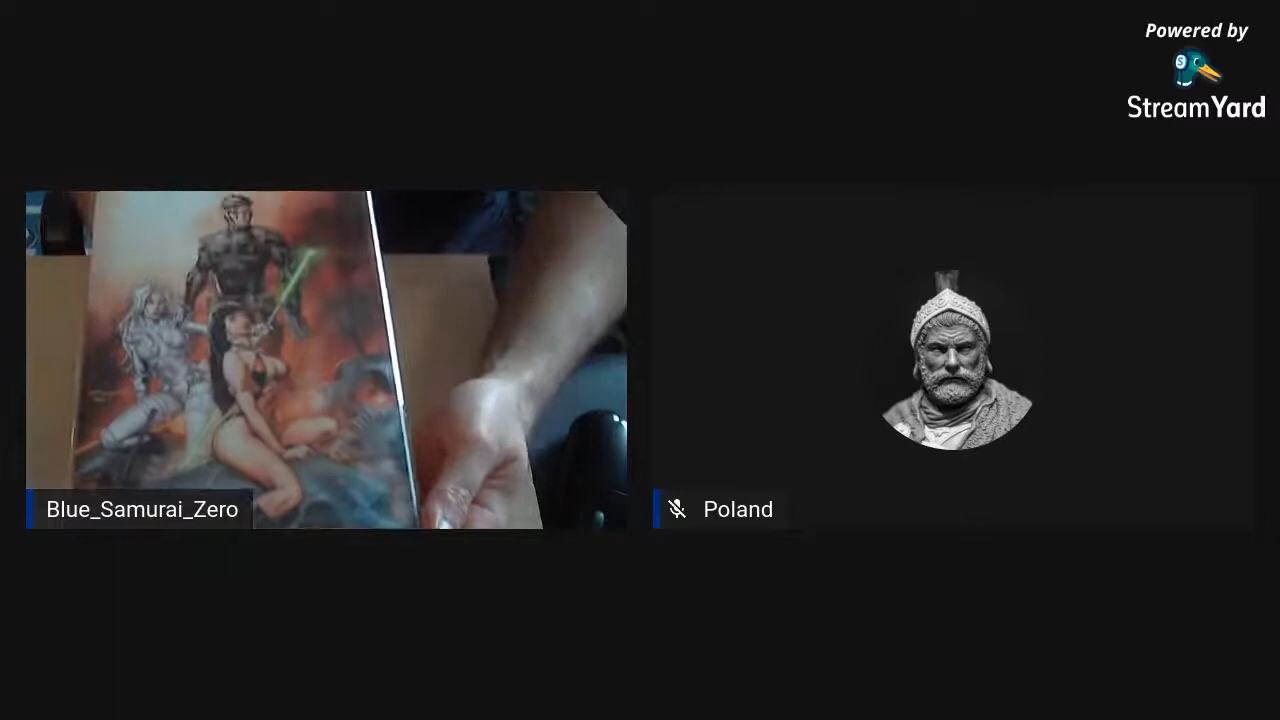 Powered by
S
StreamYard
Blue_Samurai_Zero
Poland